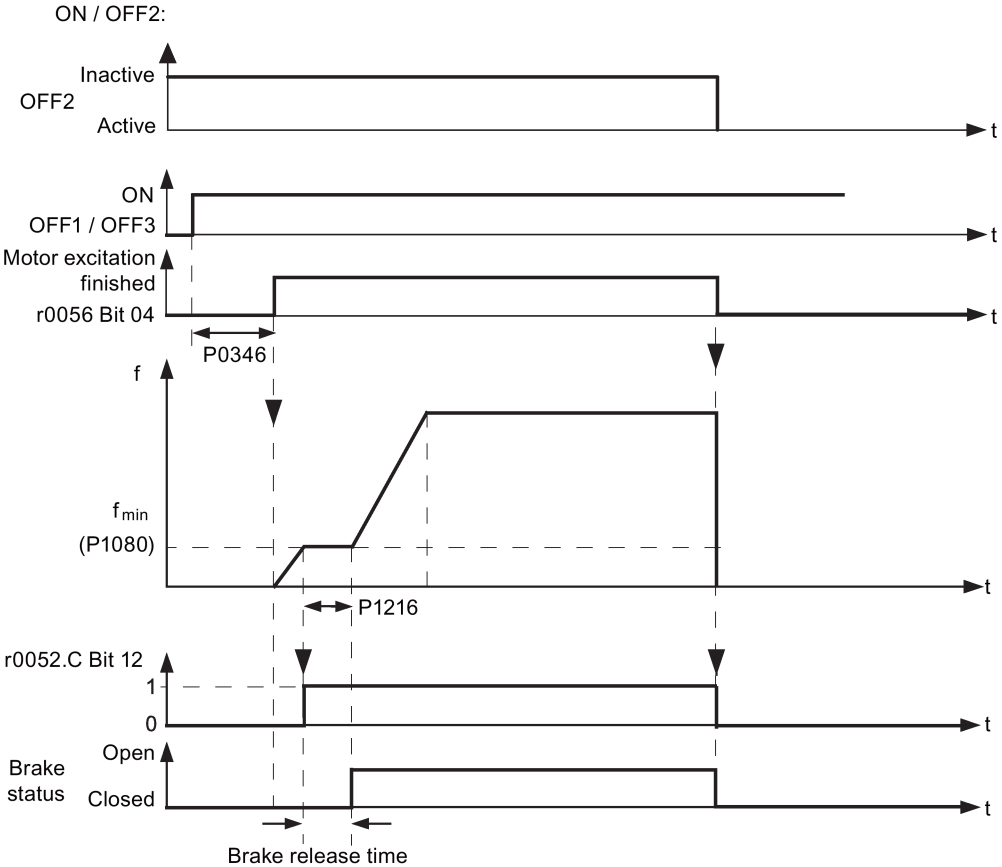 ON / OFF2:
Inactive
OFF2
Active
t
ON
OFF1 / OFF3
t
Motor excitation
finished
r0056 Bit 04
t
P0346
f
fmin
(P1080)
t
P1216
r0052.C Bit 12
1
0
t
Open
Brake
status
Closed
t
Brake release time